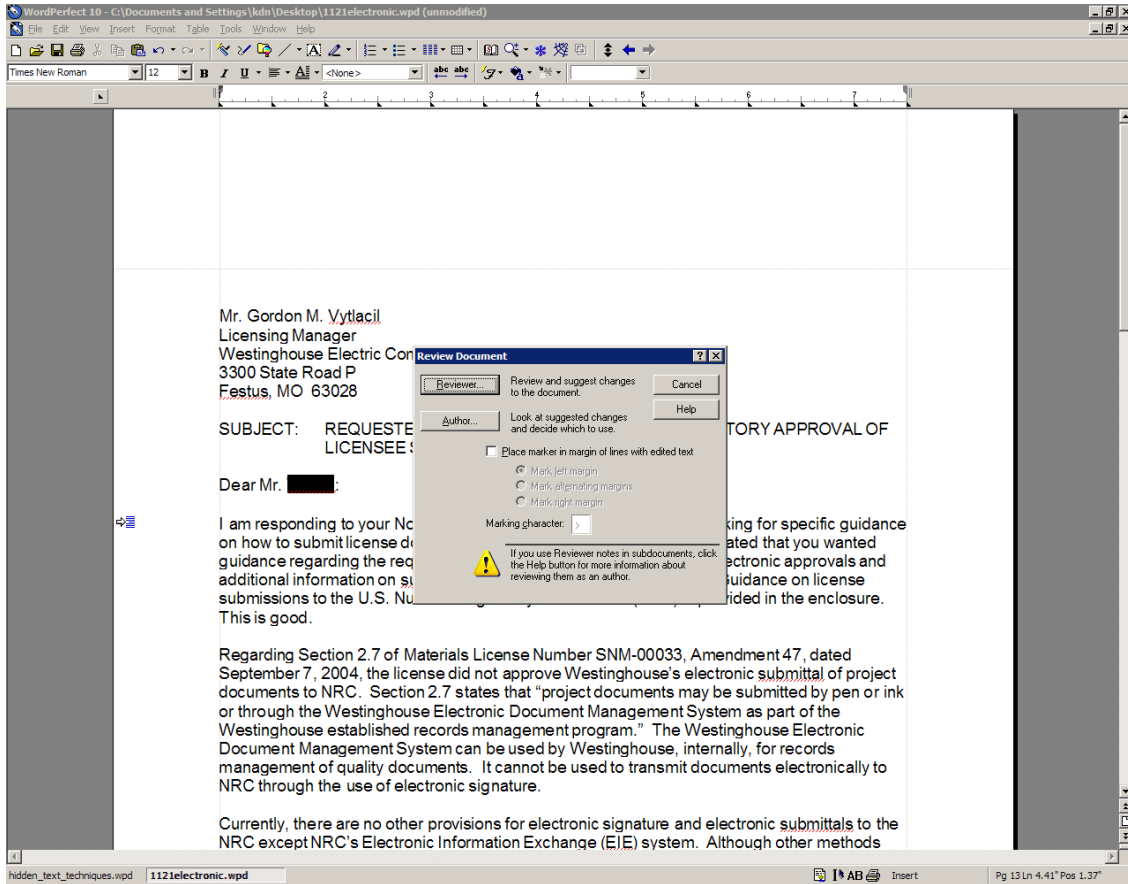 WordPerfect 10 - C:\Documents and Settings\kdn\Desktop\1121electronic.wpd (unmodified)
File Edit View Insert Format Table Tools Window Help
Times New Roman 12 B I U <None> abc abc
2 3 4 5 6 7
Mr. Gordon M. Vytlacil
Licensing Manager
Westinghouse Electric Con
3300 State Road P
Festus, MO 63028
SUBJECT: REQUESTE TORY APPROVAL OF
LICENSEE S
Dear Mr. :
I am responding to your No king for specific guidance
on how to submit license do ated that you wanted
guidance regarding the req ectronic approvals and
additional information on su Guidance on license
submissions to the U.S. Nu vided in the enclosure.
This is good.
Regarding Section 2.7 of Materials License Number SNM-00033, Amendment 47, dated
September 7, 2004, the license did not approve Westinghouse's electronic submittal of project
documents to NRC. Section 2.7 states that “project documents may be submitted by pen or ink
or through the Westinghouse Electronic Document Management System as part of the
Westinghouse established records management program.” The Westinghouse Electronic
Document Management System can be used by Westinghouse, internally, for records
management of quality documents. It cannot be used to transmit documents electronically to
NRC through the use of electronic signature.
Currently, there are no other provisions for electronic signature and electronic submittals to the
NRC except NRC's Electronic Information Exchange (EIE) system. Although other methods
Review Document
Reviewer... Review and suggest changes to the document. Cancel
Help
Author... Look at suggested changes and decide which to use.
Place marker in margin of lines with edited text
Mark left margin
Mark alternating margins
Mark right margin
Marking character: >
If you use Reviewer notes in subdocuments, click
the Help button for more information about
reviewing them as an author.
hidden_text_techniques.wpd 1121electronic.wpd AB Insert Pg 13 Ln 4.41" Pos 1.37"